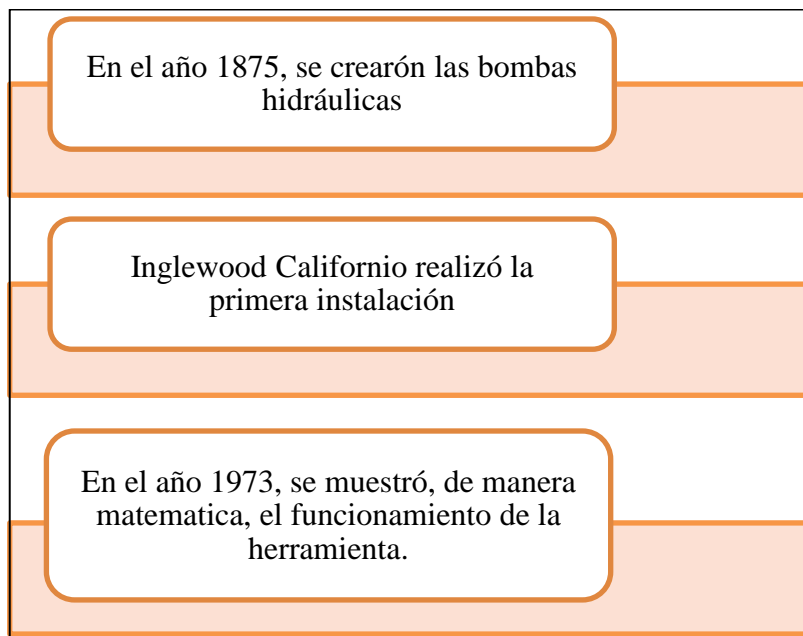 En el año 1875, se crearón las bombas
hidráulicas
Inglewood Californio realizó la
primera instalación
En el año 1973, se muestró, de manera
matematica, el funcionamiento de la
herramienta.